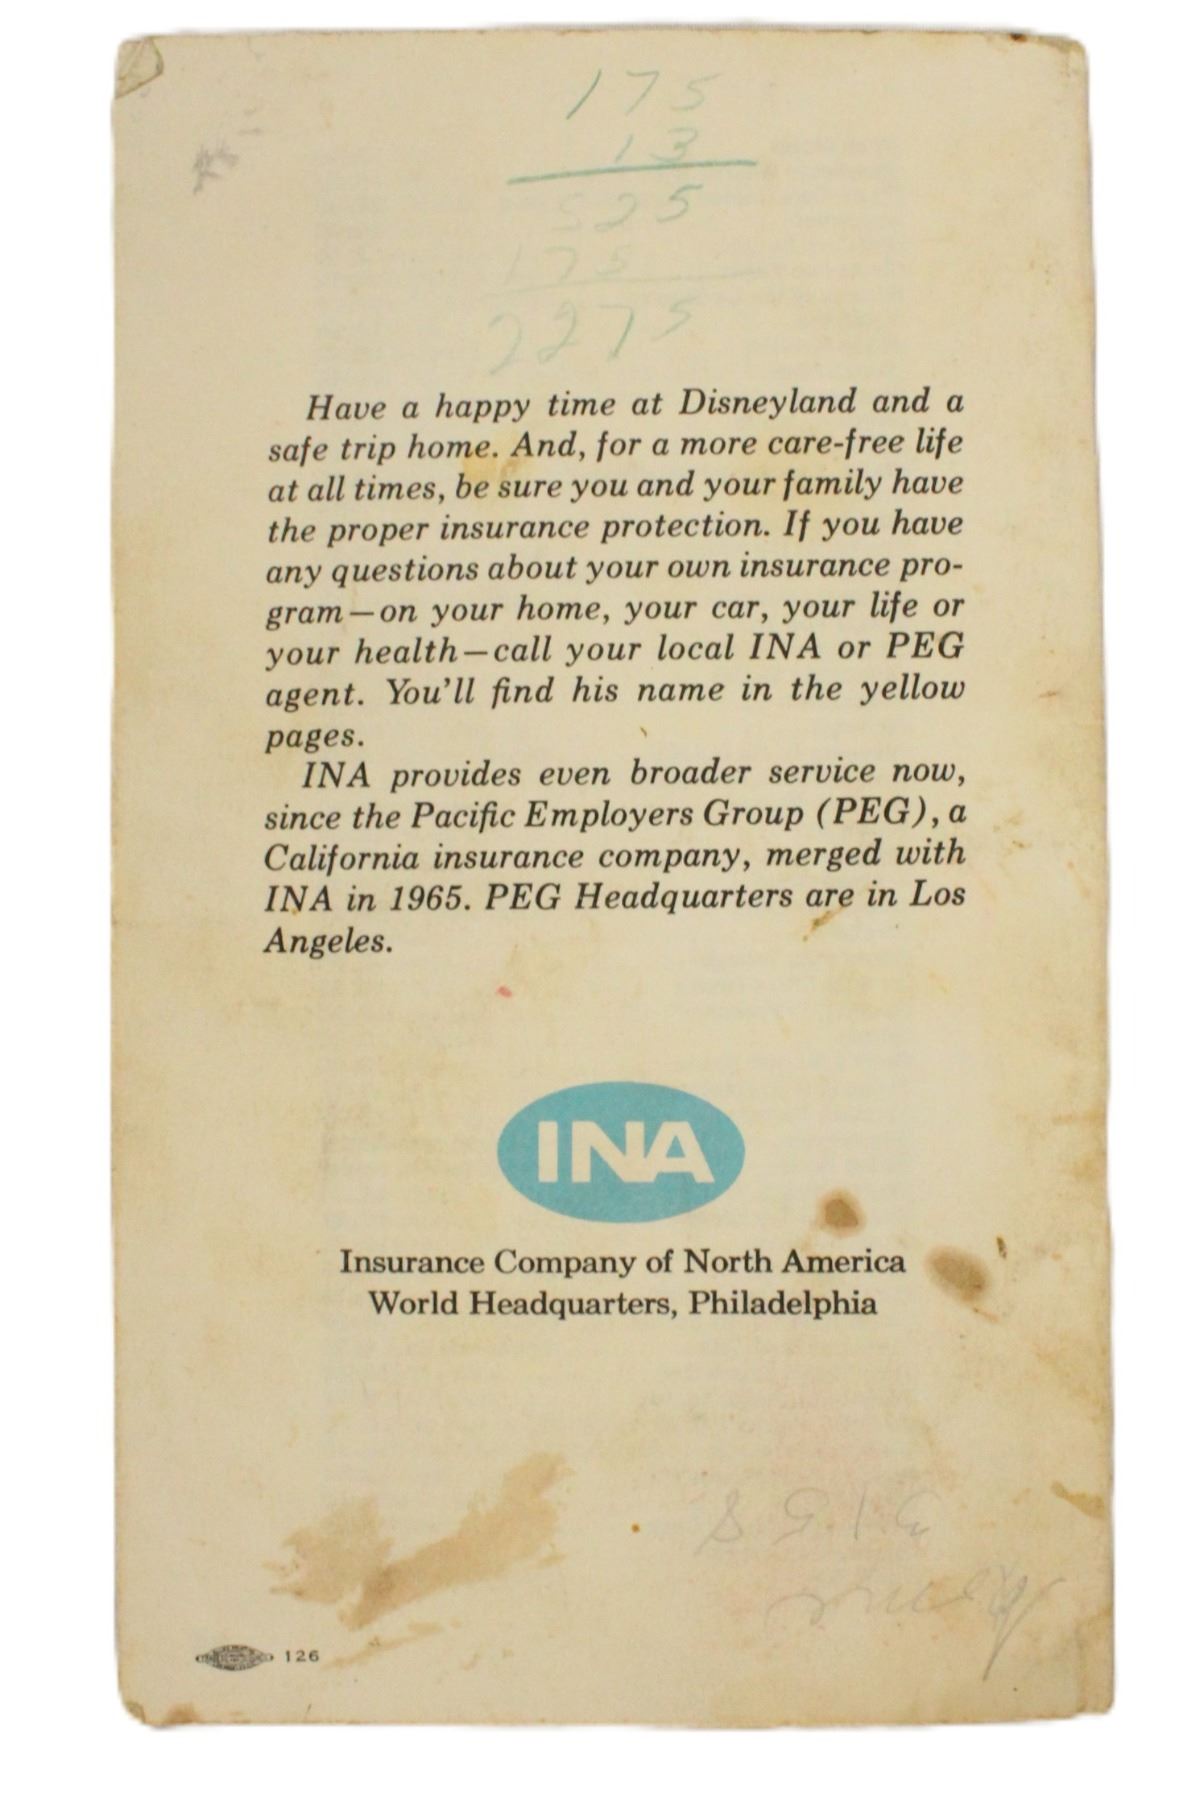 175
13
525
175
2275
Have a happy time at Disneyland and a
safe trip home. And, for a more care-free life
at all times, be sure you and your family have
the proper insurance protection. If you have
any questions about your own insurance pro-
gram—on your home, your car, your life or
your health—call your local INA or PEG
agent. You'll find his name in the yellow
pages.
INA provides even broader service now,
since the Pacific Employers Group (PEG), a
California insurance company, merged with
INA in 1965. PEG Headquarters are in Los
Angeles.
INA
Insurance Company of North America
World Headquarters, Philadelphia
126